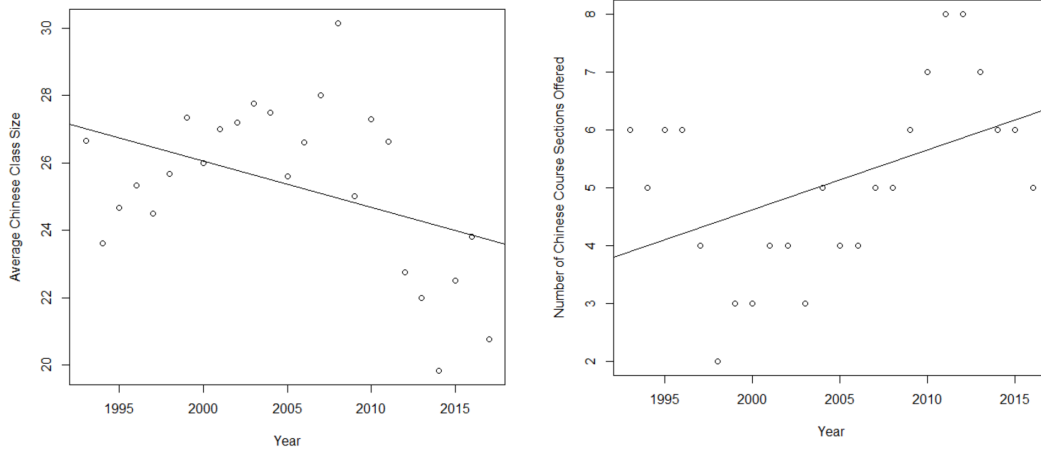 Average Chinese Class Size
30
28
26
24
22
20
1995 2000 2005 2010 2015
Year
Number of Chinese Course Sections Offered
8
7
6
5
4
3
2
1995 2000 2005 2010 2015
Year